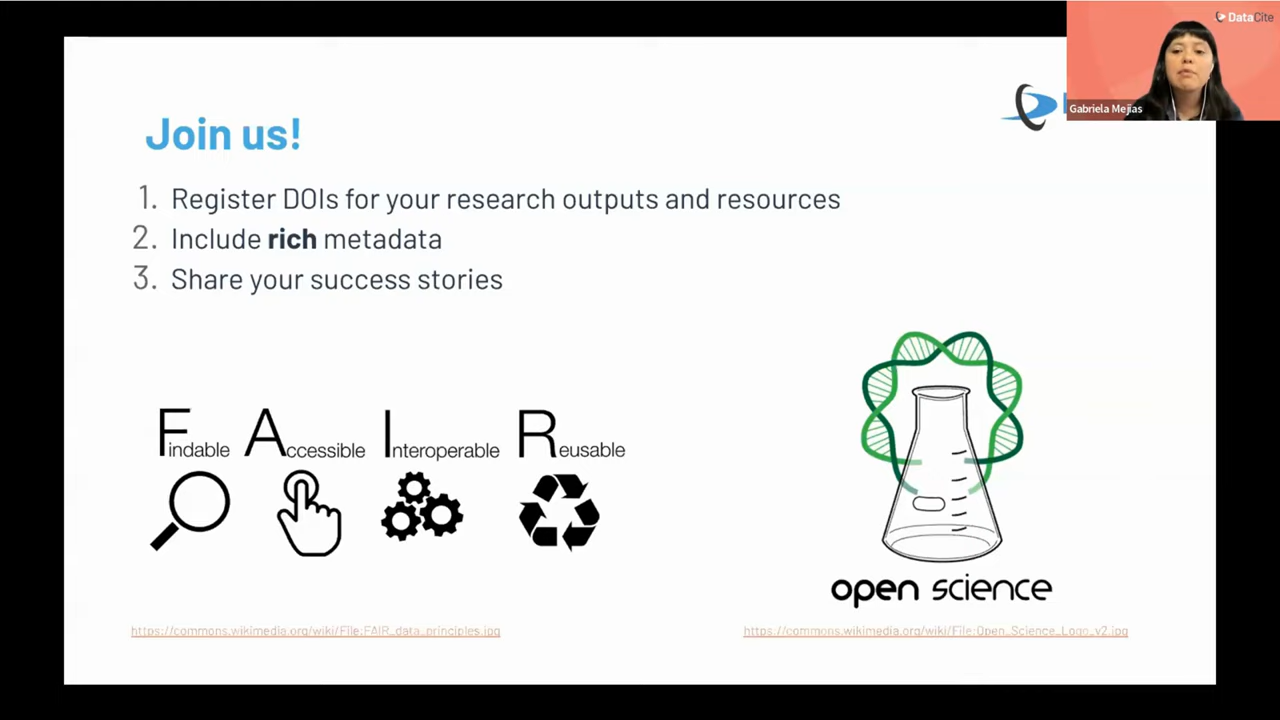 DataCite
Gabriela Mejías
Join us!
1. Register DOIs for your research outputs and resources
2. Include rich metadata
3. Share your success stories
Findable Accessible Interoperable Reusable
open science
https://commons.wikimedia.org/wiki/File:FAIR_data_principles.jpg
https://commons.wikimedia.org/wiki/File:Open_Science_Logo_v2.jpg